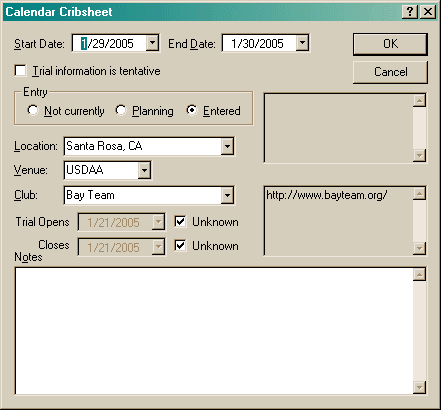 Calendar Cribsheet
Start Date: 1/29/2005 End Date: 1/30/2005 OK
Trial information is tentative Cancel
Entry
Not currently Planning Entered
Location: Santa Rosa, CA
Venue: USDAA
Club: Bay Team http://www.bayteam.org/
Trial Opens 1/21/2005 Unknown
Closes 1/21/2005 Unknown
Notes